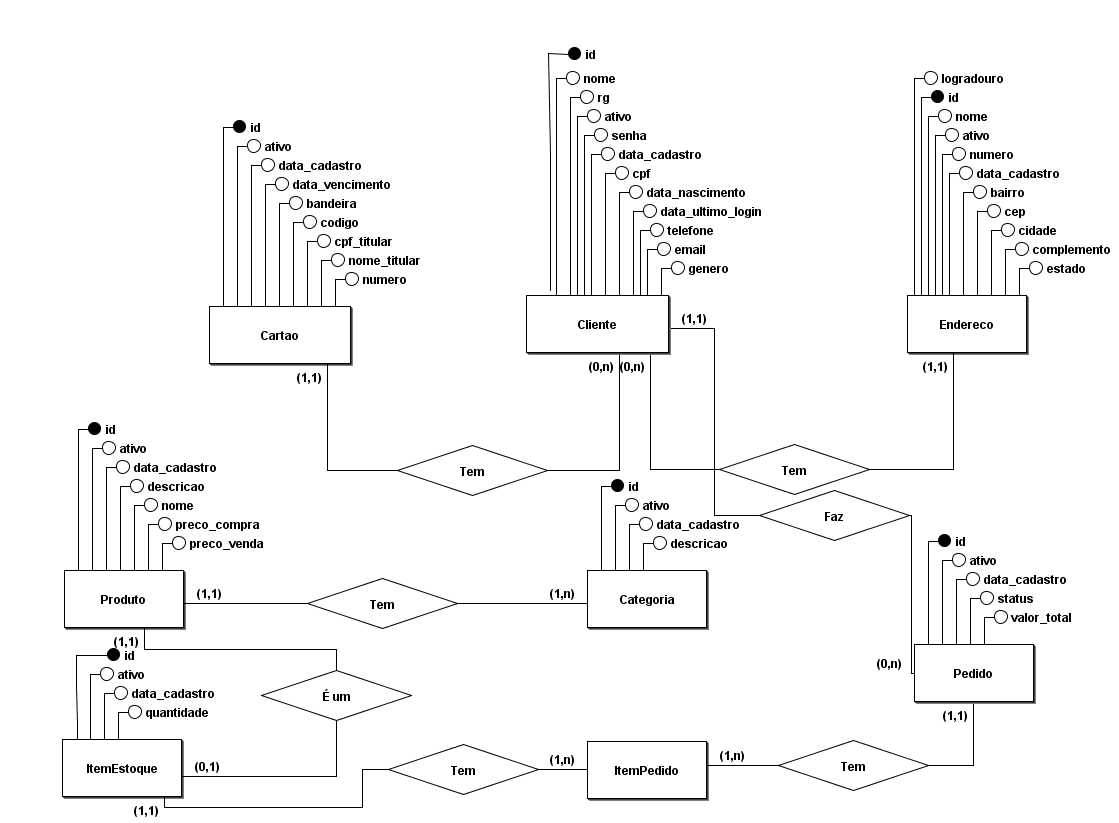 id
nome
rg
ativo
senha
data_cadastro
cpf
data_nascimento
data_ultimo_login
telefone
email
genero
Cliente
(1,1)
(0,n)
(0,n)
logradouro
id
nome
ativo
numero
data_cadastro
bairro
cep
cidade
complemento
estado
Endereco
(1,1)
id
ativo
data_cadastro
data_vencimento
bandeira
codigo
cpf_titular
nome_titular
numero
Cartao
(1,1)
Tem
Tem
Faz
id
ativo
data_cadastro
descricao
nome
preco_compra
preco_venda
Produto
(1,1)
(1,1)
Tem
id
ativo
data_cadastro
descricao
(1,n)
Categoria
id
ativo
data_cadastro
status
valor_total
(0,n)
Pedido
(1,1)
id
ativo
data_cadastro
quantidade
É um
ItemEstoque
(0,1)
(1,1)
Tem
(1,n)
ItemPedido
(1,n)
Tem